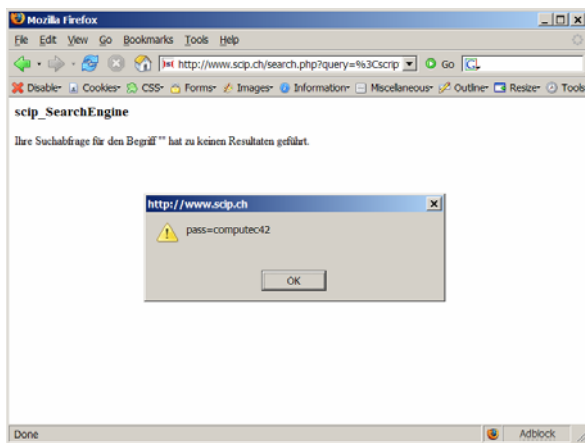 Mozilla Firefox
File Edit View Go Bookmarks Tools Help
http://www.scip.ch/search.php?query=%3Cscrip Go
Disable Cookies CSS Forms Images Information Miscellaneous Outline Resize Tools
scip_SearchEngine
Ihre Suchabfrage für den Begriff "" hat zu keinen Resultaten geführt.
http://www.scip.ch
pass=computec42
OK
Done Adblock